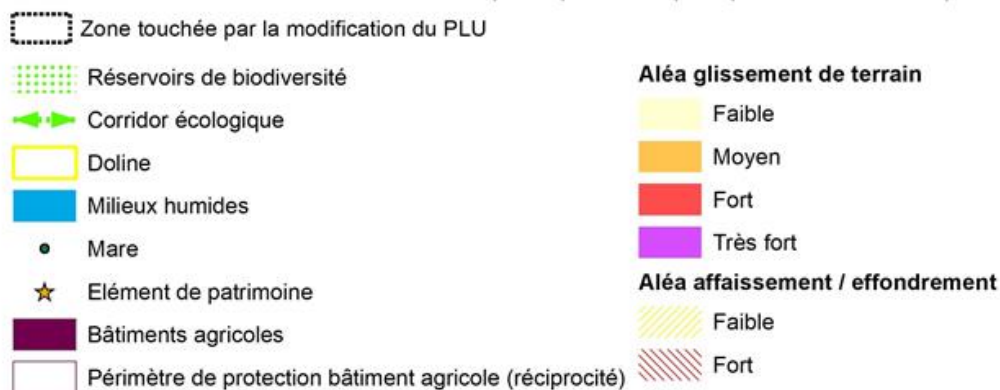 Zone touchée par la modification du PLU
Réservoirs de biodiversité
Corridor écologique
Doline
Milieux humides
Mare
Elément de patrimoine
Bâtiments agricoles
Périmètre de protection bâtiment agricole (réciprocité)
Aléa glissement de terrain
Faible
Moyen
Fort
Très fort
Aléa affaissement / effondrement
Faible
Fort